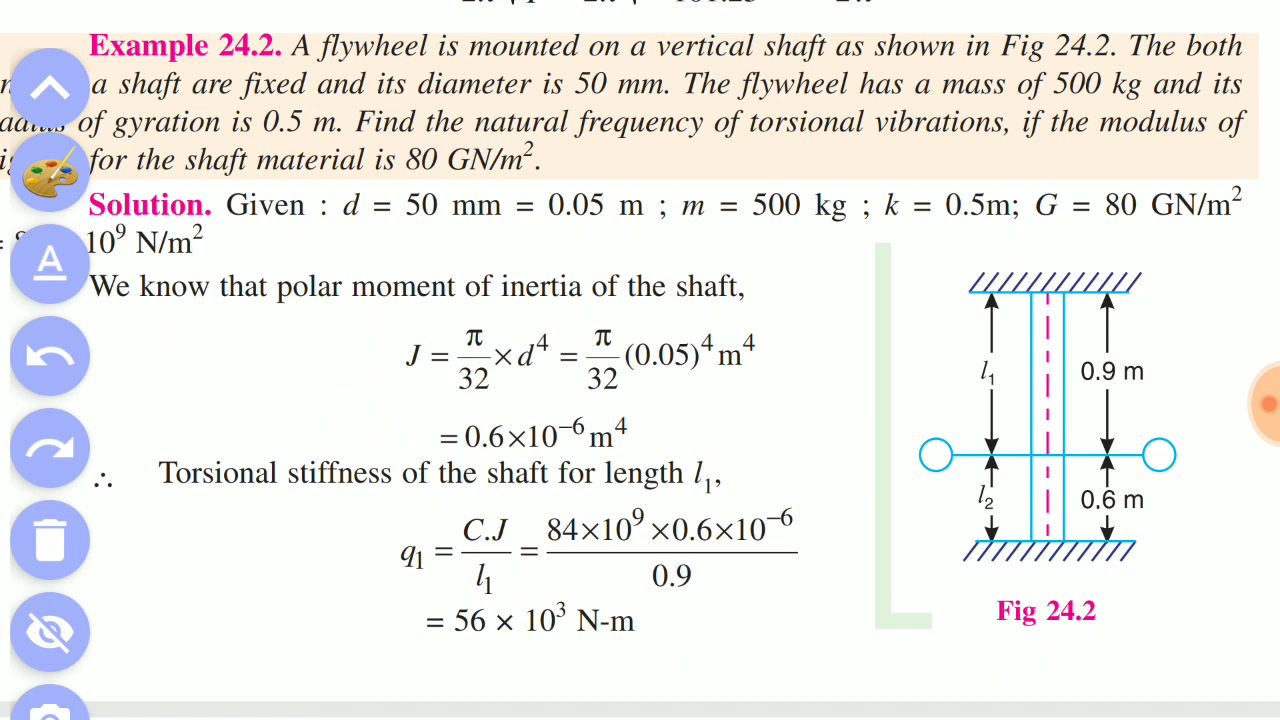 Example 24.2. A flywheel is mounted on a vertical shaft as shown in Fig 24.2. The both
a shaft are fixed and its diameter is 50 mm. The flywheel has a mass of 500 kg and its
of gyration is 0.5 m. Find the natural frequency of torsional vibrations, if the modulus of
for the shaft material is 80 GN/m².
Solution. Given : d = 50 mm = 0.05 m ; m = 500 kg ; k = 0.5m; G = 80 GN/m²
10⁹ N/m²
We know that polar moment of inertia of the shaft,
J = π/32 × d⁴ = π/32 (0.05)⁴ m⁴
= 0.6×10⁻⁶ m⁴
∴ Torsional stiffness of the shaft for length l₁,
q₁ = C.J/l₁ = 84×10⁹ ×0.6×10⁻⁶/0.9
= 56 × 10³ N-m
l₁ 0.9 m
l₂ 0.6 m
Fig 24.2
A